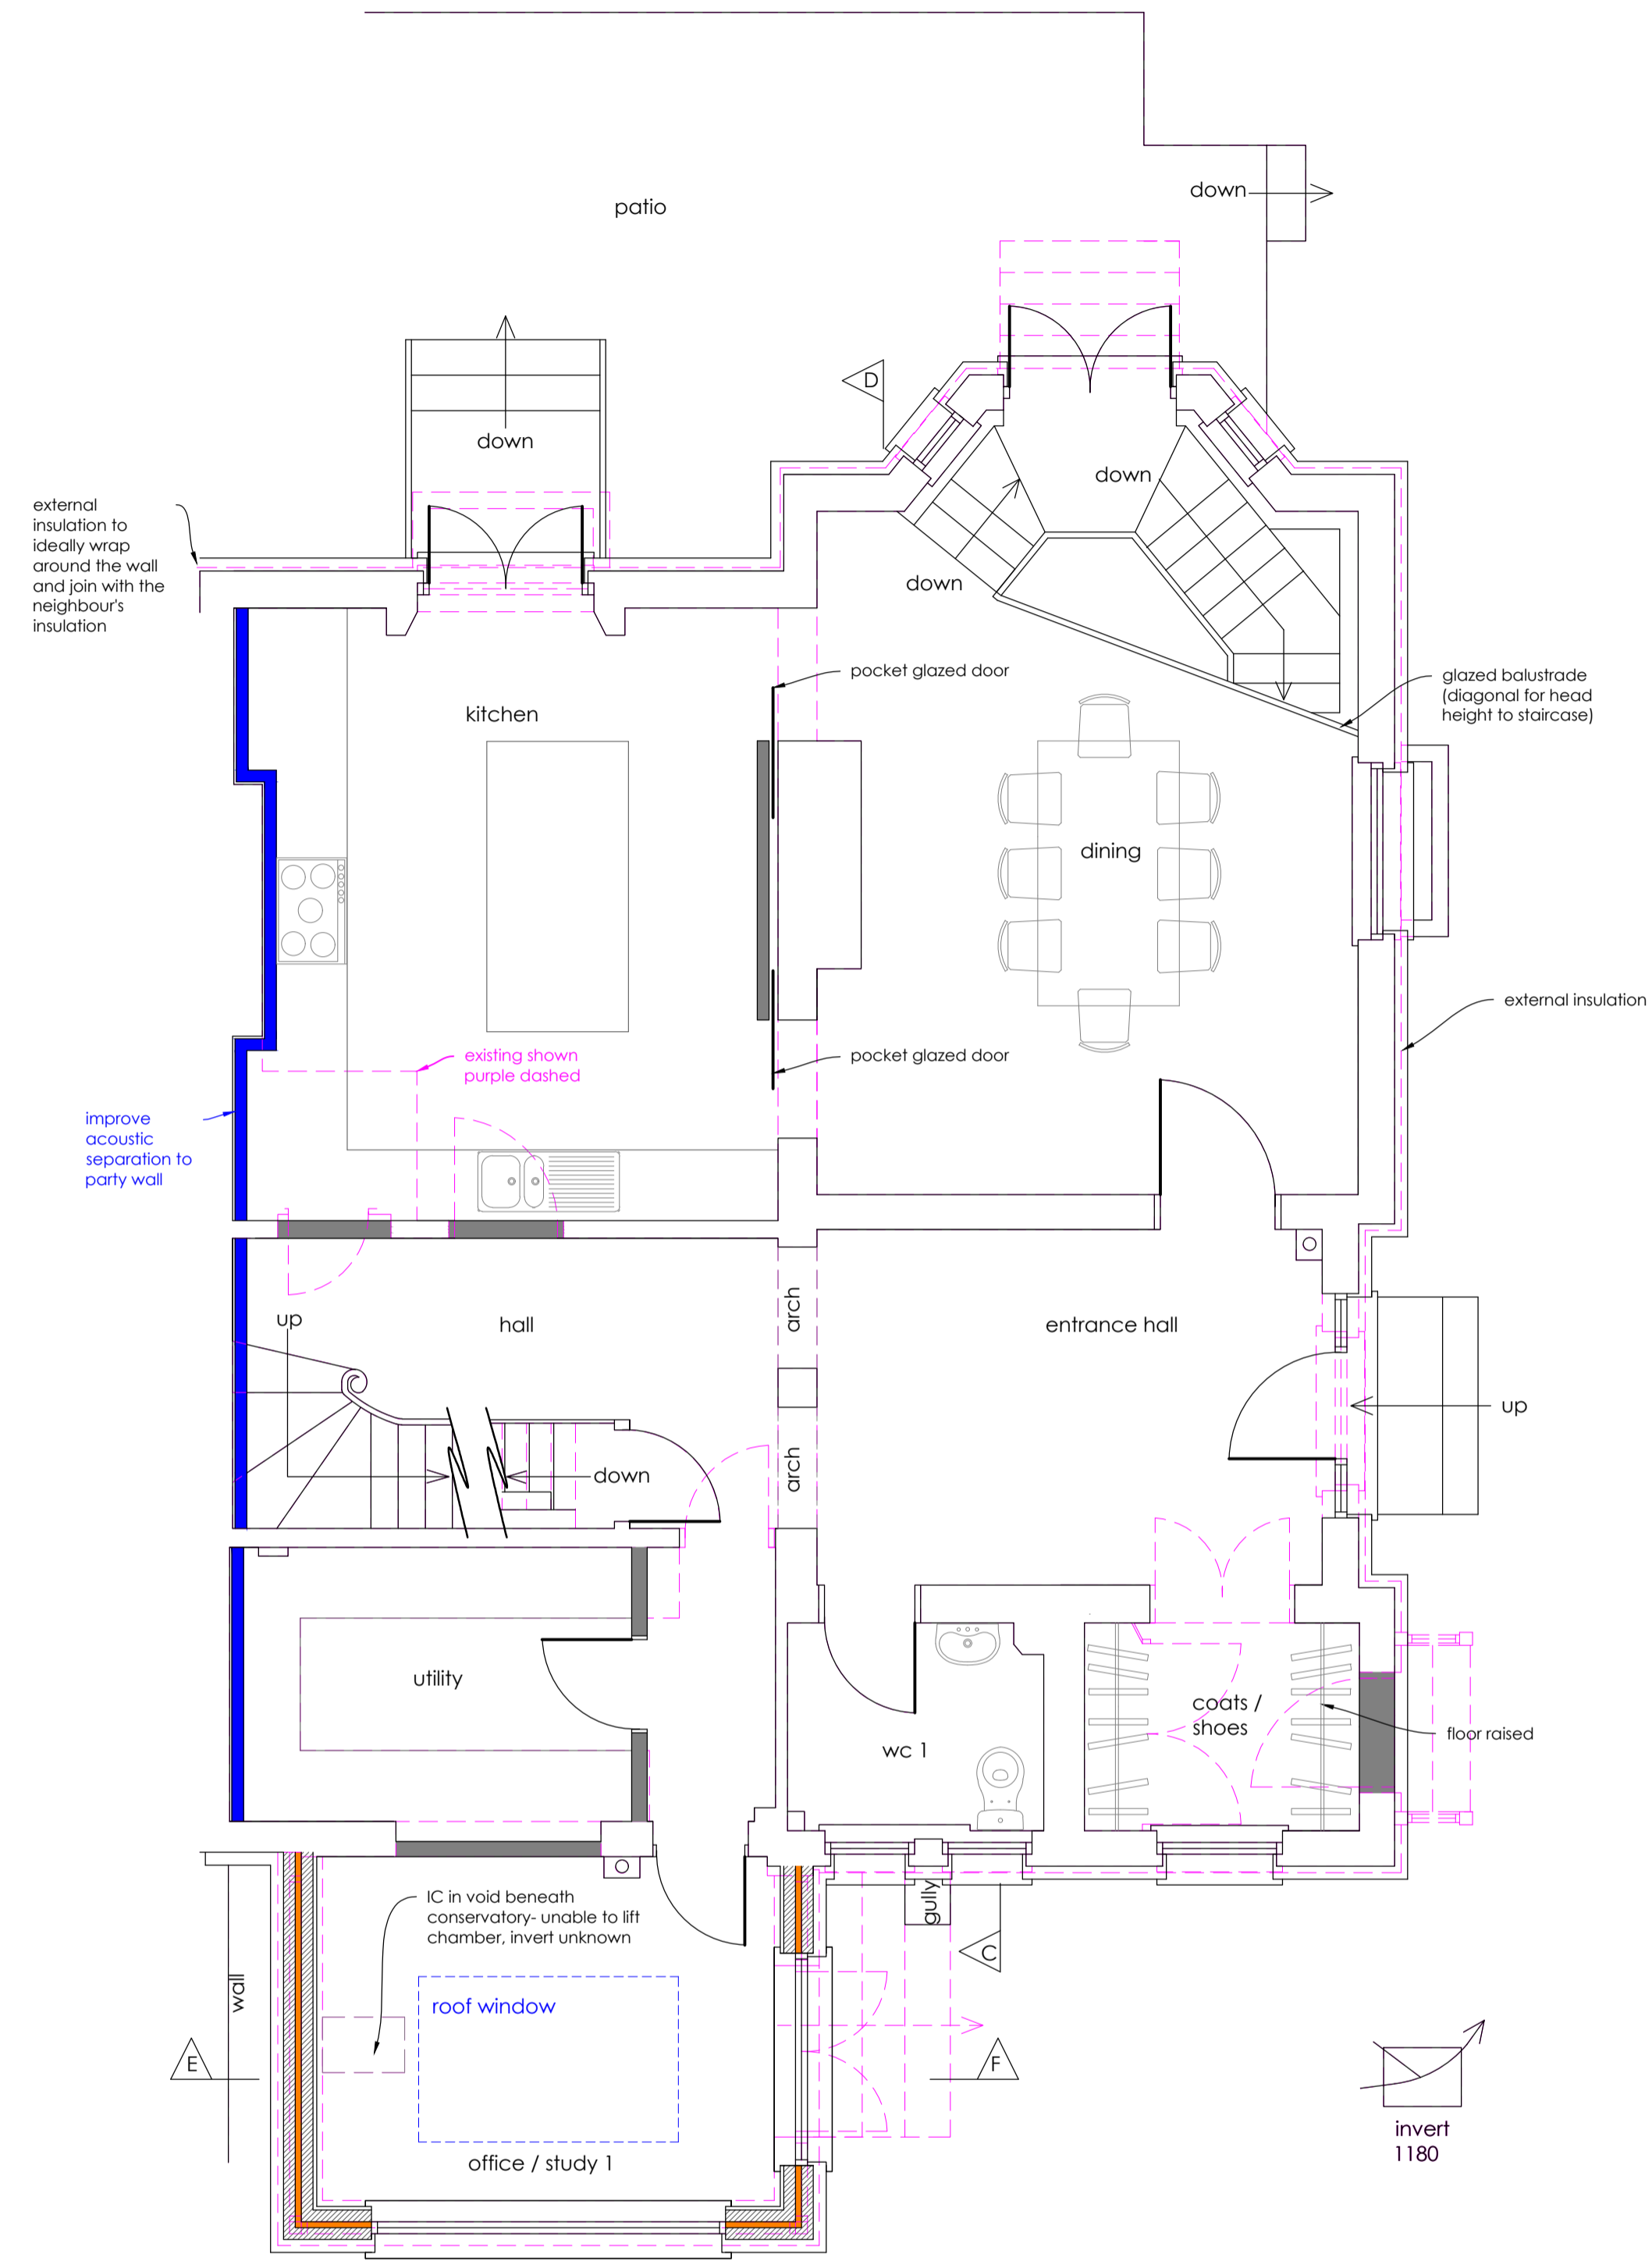 patio
down
D
down
down
down
external
insulation to
ideally wrap
around the wall
and join with the
neighbour's
insulation
pocket glazed door
glazed balustrade
(diagonal for head
height to staircase)
kitchen
dining
external insulation
existing shown
purple dashed
pocket glazed door
improve
acoustic
separation to
party wall
up
hall
arch
entrance hall
up
arch
down
utility
wc 1
coats /
shoes
floor raised
IC in void beneath
conservatory- unable to lift
chamber, invert unknown
gully
C
wall
roof window
E
F
office / study 1
invert
1180